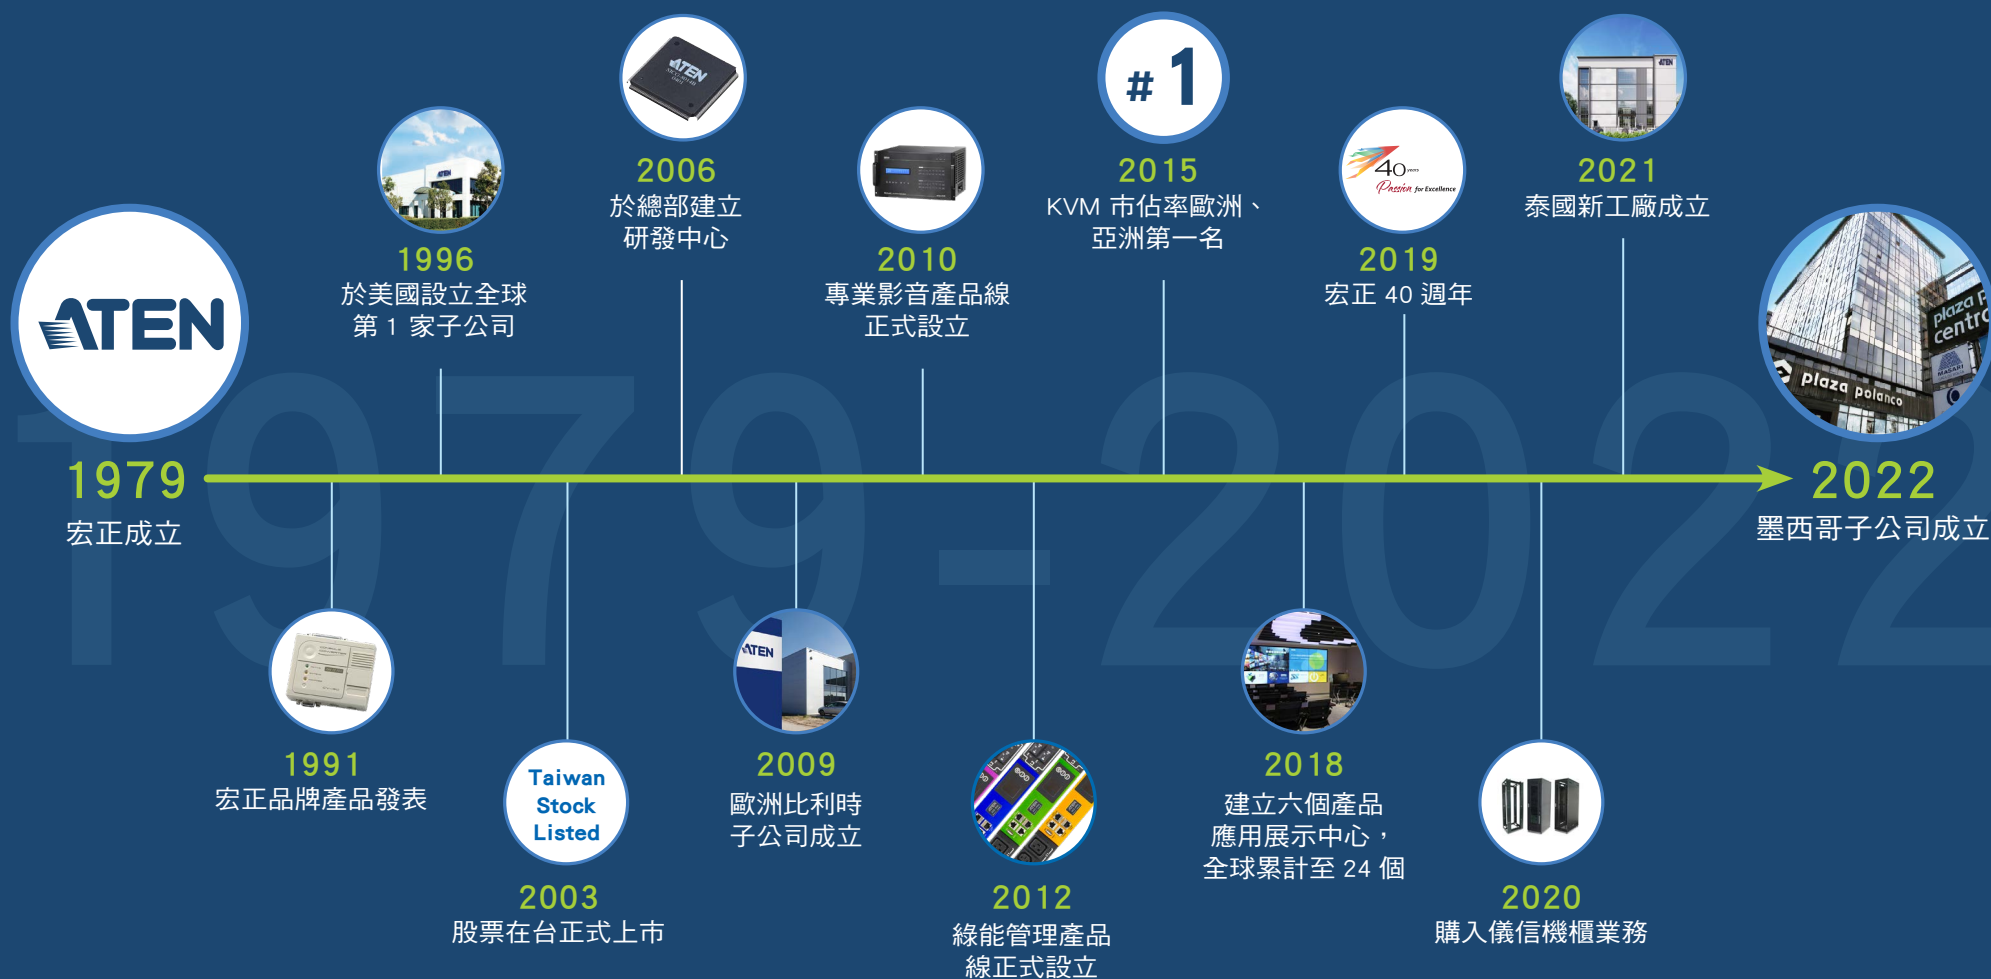 ATEN
1979
宏正成立
1991
宏正品牌產品發表
ATEN
1996
於美國設立全球
第 1 家子公司
Taiwan
Stock
Listed
2003
股票在台正式上市
ATEN
2006
於總部建立
研發中心
ATEN
2009
歐洲比利時
子公司成立
2010
專業影音產品線
正式設立
2012
綠能管理產品
線正式設立
#1
2015
KVM 市佔率歐洲、
亞洲第一名
2018
建立六個產品
應用展示中心，
全球累計至 24 個
40 years
Passion for Excellence
2019
宏正 40 週年
2020
購入儀信機櫃業務
ATEN
2021
泰國新工廠成立
plaza polanco
MASARI
2022
墨西哥子公司成立
1979-2022